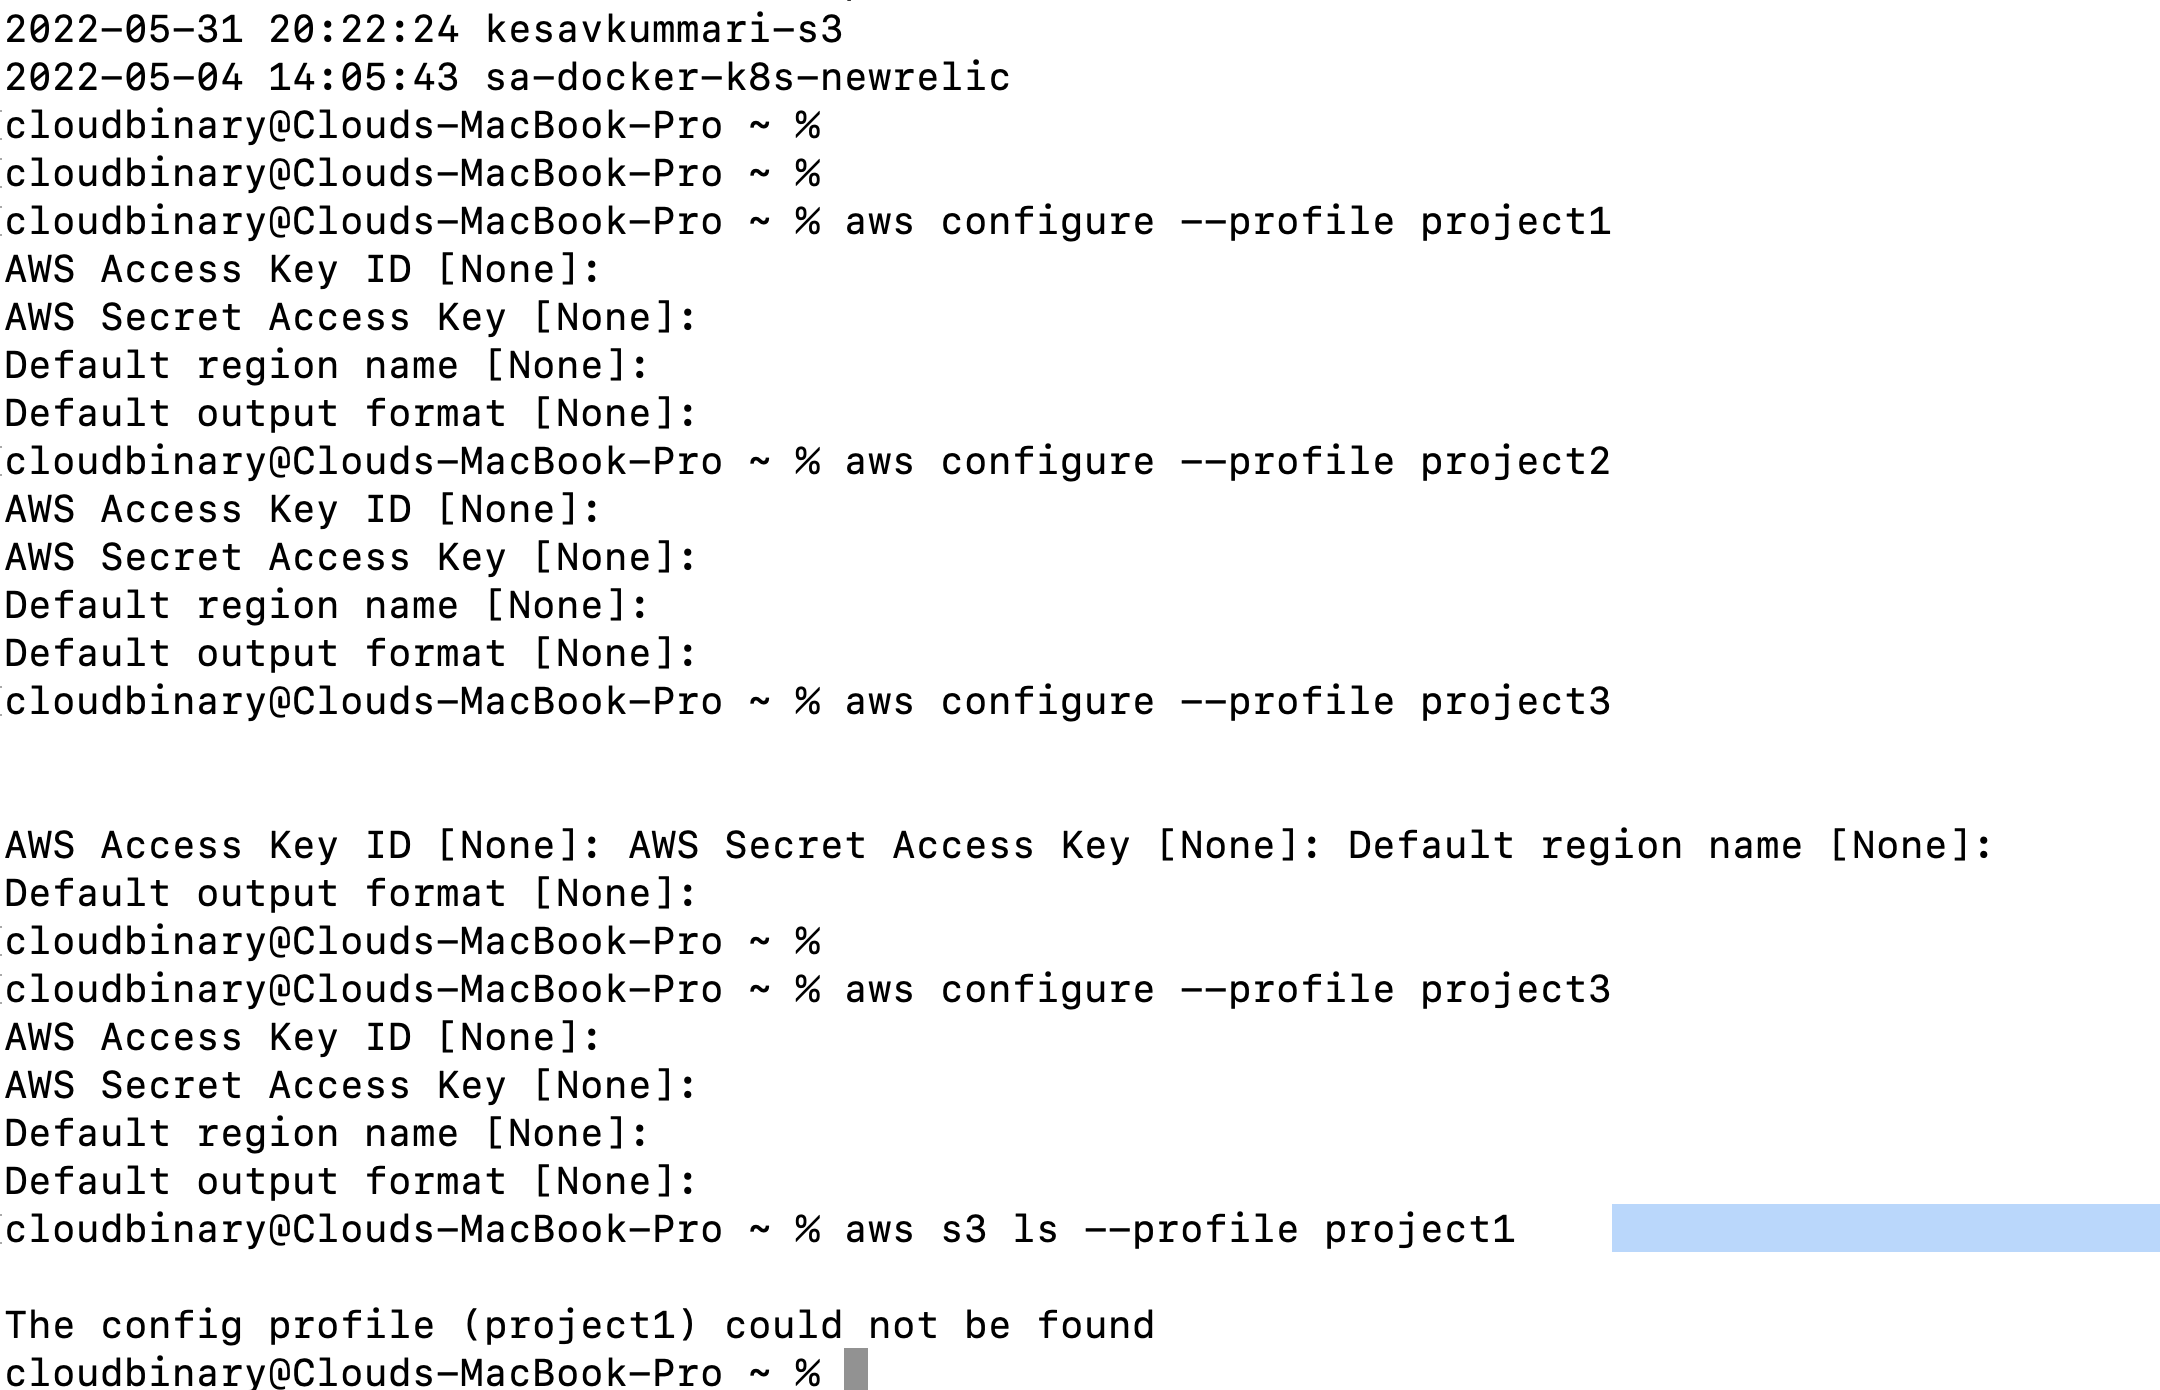 2022-05-31 20:22:24 kesavkummari-s3
2022-05-04 14:05:43 sa-docker-k8s-newrelic
cloudbinary@Clouds-MacBook-Pro ~ %
cloudbinary@Clouds-MacBook-Pro ~ %
cloudbinary@Clouds-MacBook-Pro ~ % aws configure --profile project1
AWS Access Key ID [None]:
AWS Secret Access Key [None]:
Default region name [None]:
Default output format [None]:
cloudbinary@Clouds-MacBook-Pro ~ % aws configure --profile project2
AWS Access Key ID [None]:
AWS Secret Access Key [None]:
Default region name [None]:
Default output format [None]:
cloudbinary@Clouds-MacBook-Pro ~ % aws configure --profile project3
AWS Access Key ID [None]: AWS Secret Access Key [None]: Default region name [None]:
Default output format [None]:
cloudbinary@Clouds-MacBook-Pro ~ %
cloudbinary@Clouds-MacBook-Pro ~ % aws configure --profile project3
AWS Access Key ID [None]:
AWS Secret Access Key [None]:
Default region name [None]:
Default output format [None]:
cloudbinary@Clouds-MacBook-Pro ~ % aws s3 ls --profile project1
The config profile (project1) could not be found
cloudbinary@Clouds-MacBook-Pro ~ %